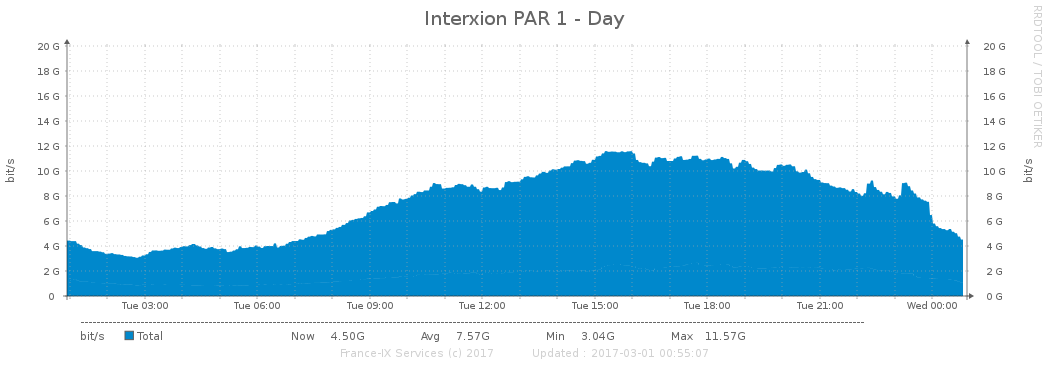 Interxion PAR 1 - Day
RRDTOOL / TOBI OETIKER
20 G 20 G
18 G 18 G
16 G 16 G
14 G 14 G
12 G 12 G
10 G 10 G
8 G 8 G
6 G 6 G
4 G 4 G
2 G 2 G
0 0 G
bit/s
bit/s
Tue 03:00 Tue 06:00 Tue 09:00 Tue 12:00 Tue 15:00 Tue 18:00 Tue 21:00 Wed 00:00
bit/s Total Now 4.50G Avg 7.57G Min 3.04G Max 11.57G
France-IX Services (c) 2017 Updated : 2017-03-01 00:55:07